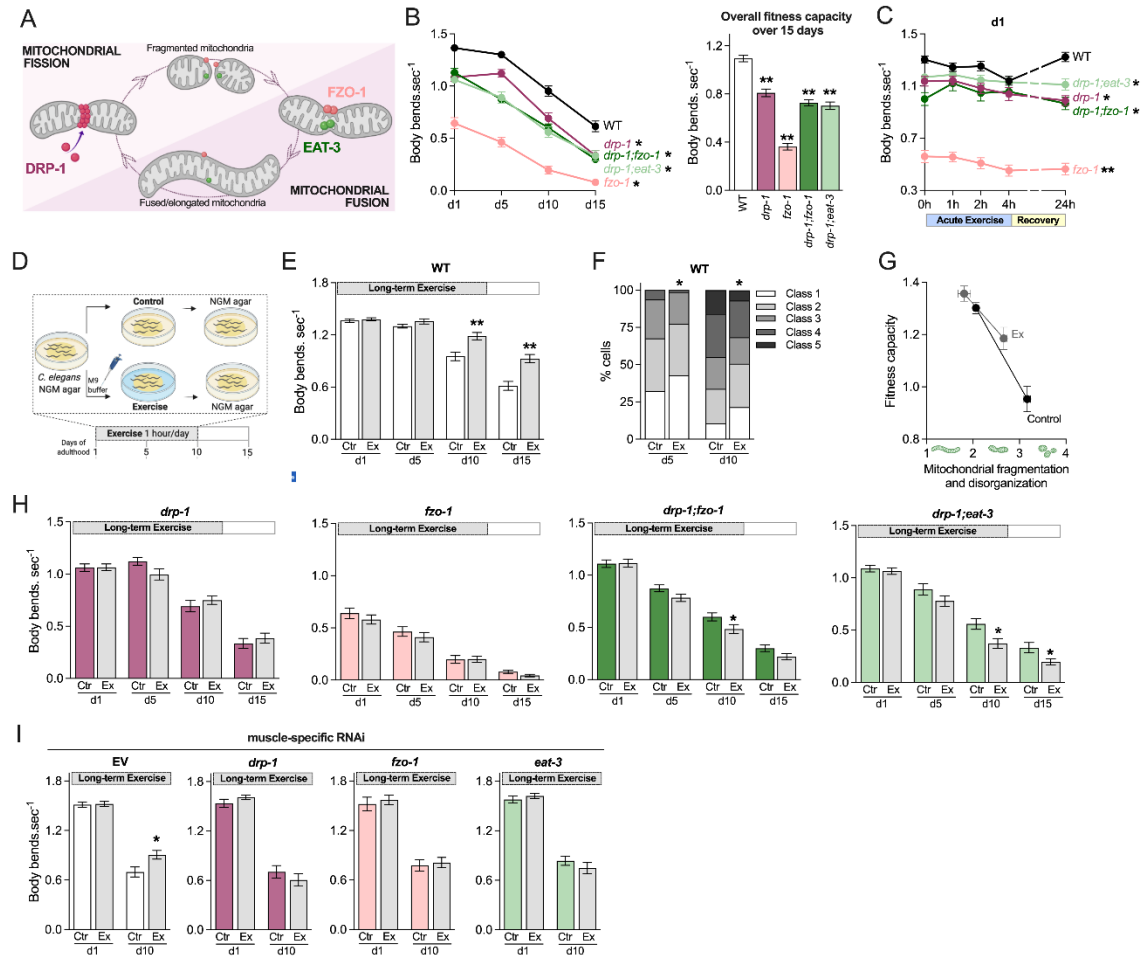 A
MITOCHONDRIAL
FISSION
Fragmented mitochondria
FZO-1
EAT-3
DRP-1
Fused/elongated mitochondria
MITOCHONDRIAL
FUSION
B
Body bends.sec-1
1.5
1.0
0.5
0.0
d1
d5
d10
d15
WT
drp-1 *
drp-1;fzo-1 *
drp-1;eat-3 *
fzo-1 *
Overall fitness capacity
over 15 days
Body bends.sec-1
1.2
0.9
0.6
0.3
0.0
**
**
**
**
WT
drp-1
fzo-1
drp-1;fzo-1
drp-1;eat-3
C
d1
Body bends.sec-1
1.5
1.3
1.1
0.9
0.7
0.5
0.3
WT
drp-1;eat-3 *
drp-1 *
drp-1;fzo-1 *
fzo-1 **
0h
1h
2h
4h
24h
Acute Exercise
Recovery
D
Control
NGM agar
C. elegans
NGM agar
M9
buffer
Exercise
NGM agar
Exercise 1 hour/day
Days of
adulthood
1
5
10
15
E
WT
Long-term Exercise
Body bends. sec-1
1.8
1.2
0.6
0.0
**
**
Ctr Ex Ctr Ex Ctr Ex Ctr Ex
d1 d5 d10 d15
F
WT
% cells
100
75
50
25
0
*
*
Class 1
Class 2
Class 3
Class 4
Class 5
Ctr Ex Ctr Ex
d5 d10
G
Fitness capacity
1.4
1.2
1.0
0.8
Ex
Control
1 2 3 4
Mitochondrial fragmentation
and disorganization
H
drp-1
Long-term Exercise
Body bends. sec-1
1.5
1.0
0.5
0.0
Ctr Ex Ctr Ex Ctr Ex Ctr Ex
d1 d5 d10 d15
fzo-1
Long-term Exercise
1.5
1.0
0.5
0.0
Ctr Ex Ctr Ex Ctr Ex Ctr Ex
d1 d5 d10 d15
drp-1;fzo-1
Long-term Exercise
1.5
1.0
0.5
0.0
*
Ctr Ex Ctr Ex Ctr Ex Ctr Ex
d1 d5 d10 d15
drp-1;eat-3
Long-term Exercise
1.5
1.0
0.5
0.0
*
*
Ctr Ex Ctr Ex Ctr Ex Ctr Ex
d1 d5 d10 d15
I
muscle-specific RNAi
EV
Long-term Exercise
Body bends.sec-1
1.8
1.2
0.6
0.0
*
Ctr Ex Ctr Ex
d1 d10
drp-1
Long-term Exercise
1.8
1.2
0.6
0.0
Ctr Ex Ctr Ex
d1 d10
fzo-1
Long-term Exercise
1.8
1.2
0.6
0.0
Ctr Ex Ctr Ex
d1 d10
eat-3
Long-term Exercise
1.8
1.2
0.6
0.0
Ctr Ex Ctr Ex
d1 d10